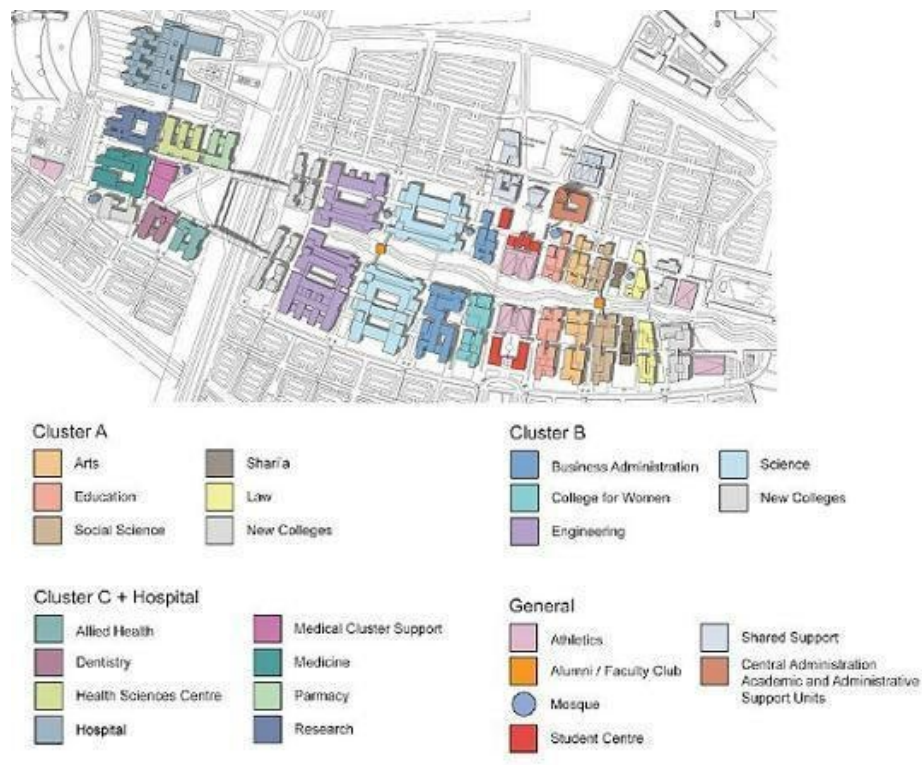 Cluster A
Arts
Education
Social Science
Shari'a
Law
New Colleges
Cluster B
Business Administration
College for Women
Engineering
Science
New Colleges
Cluster C + Hospital
Allied Health
Dentistry
Health Sciences Centre
Hospital
Medical Cluster Support
Medicine
Parmacy
Research
General
Athletics
Alumni / Faculty Club
Mosque
Student Centre
Shared Support
Central Administration
Academic and Administrative
Support Units